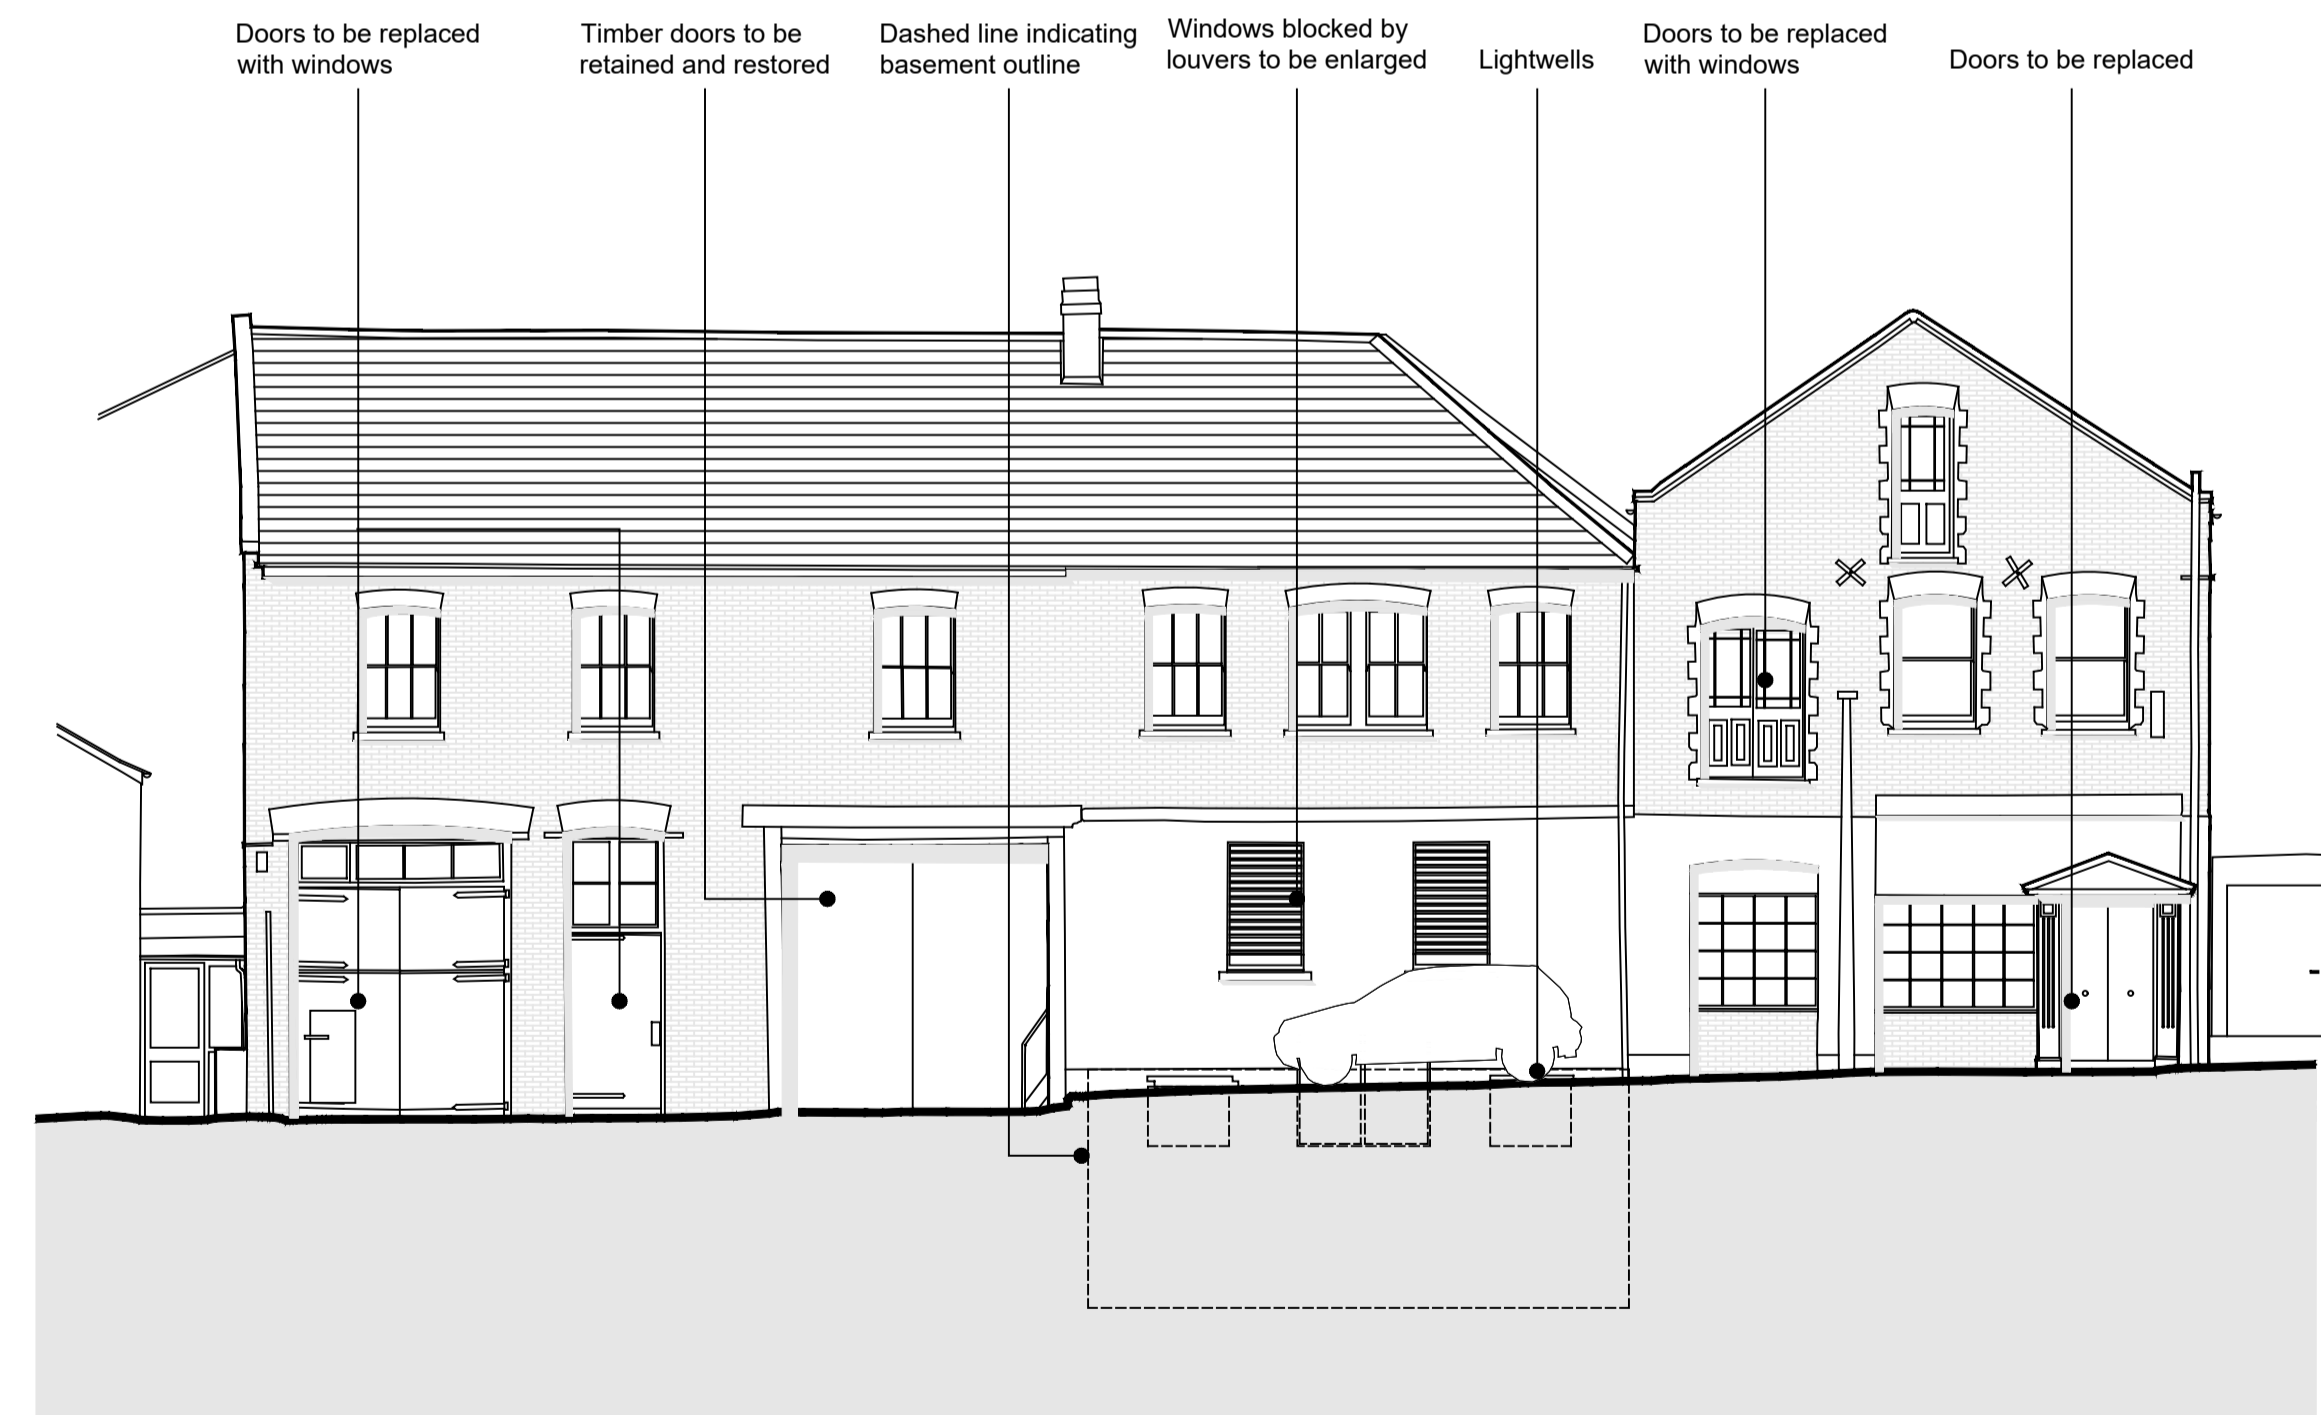 Doors to be replaced
with windows
Timber doors to be
retained and restored
Dashed line indicating
basement outline
Windows blocked by
louvers to be enlarged
Lightwells
Doors to be replaced
with windows
Doors to be replaced